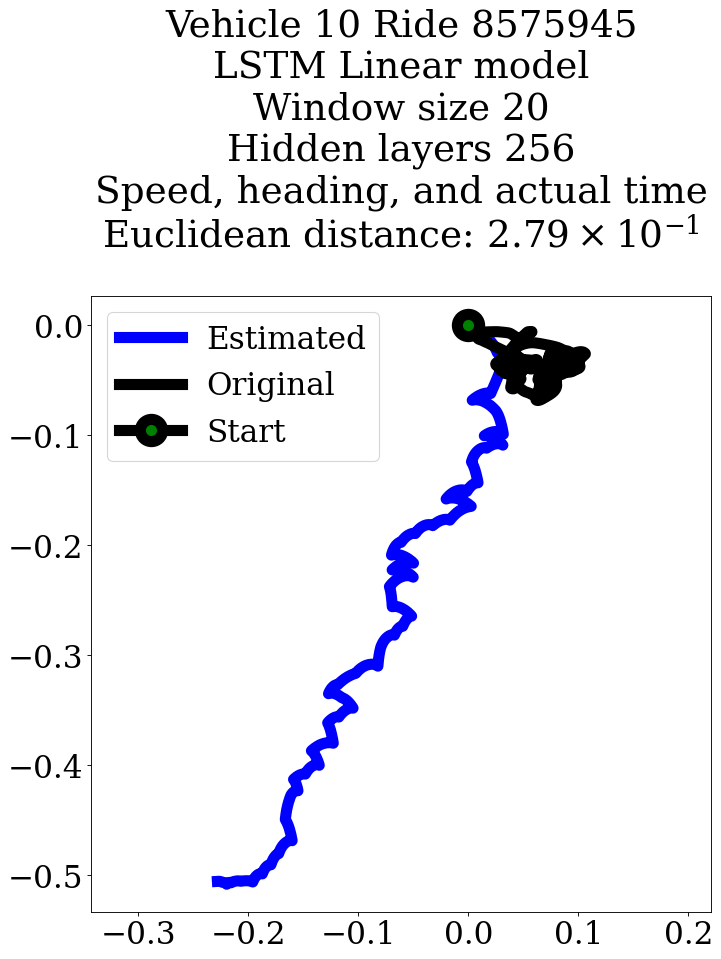 Vehicle 10 Ride 8575945
LSTM Linear model
Window size 20
Hidden layers 256
Speed, heading, and actual time
Euclidean distance: 2.79 × 10⁻¹
Estimated
Original
Start
0.0
−0.1
−0.2
−0.3
−0.4
−0.5
−0.3 −0.2 −0.1 0.0 0.1 0.2